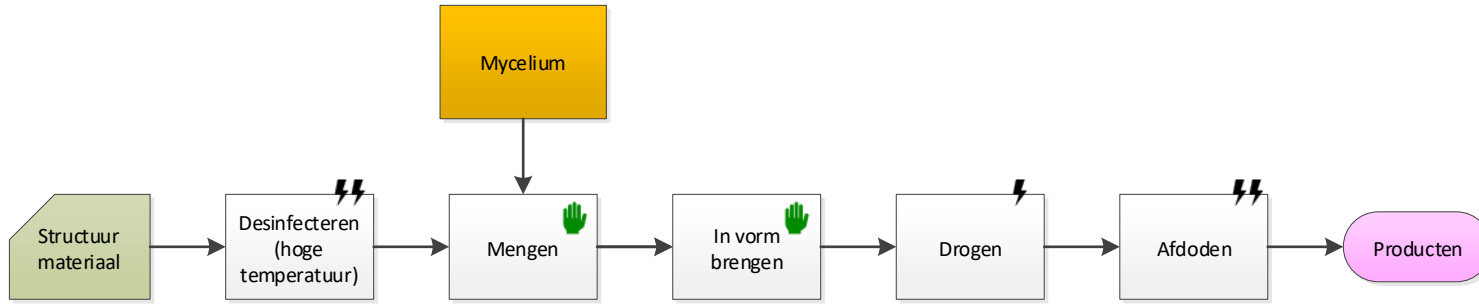 Mycelium
Structuur
materiaal
Desinfecteren
(hoge
temperatuur)
Mengen
In vorm
brengen
Drogen
Afdoden
Producten